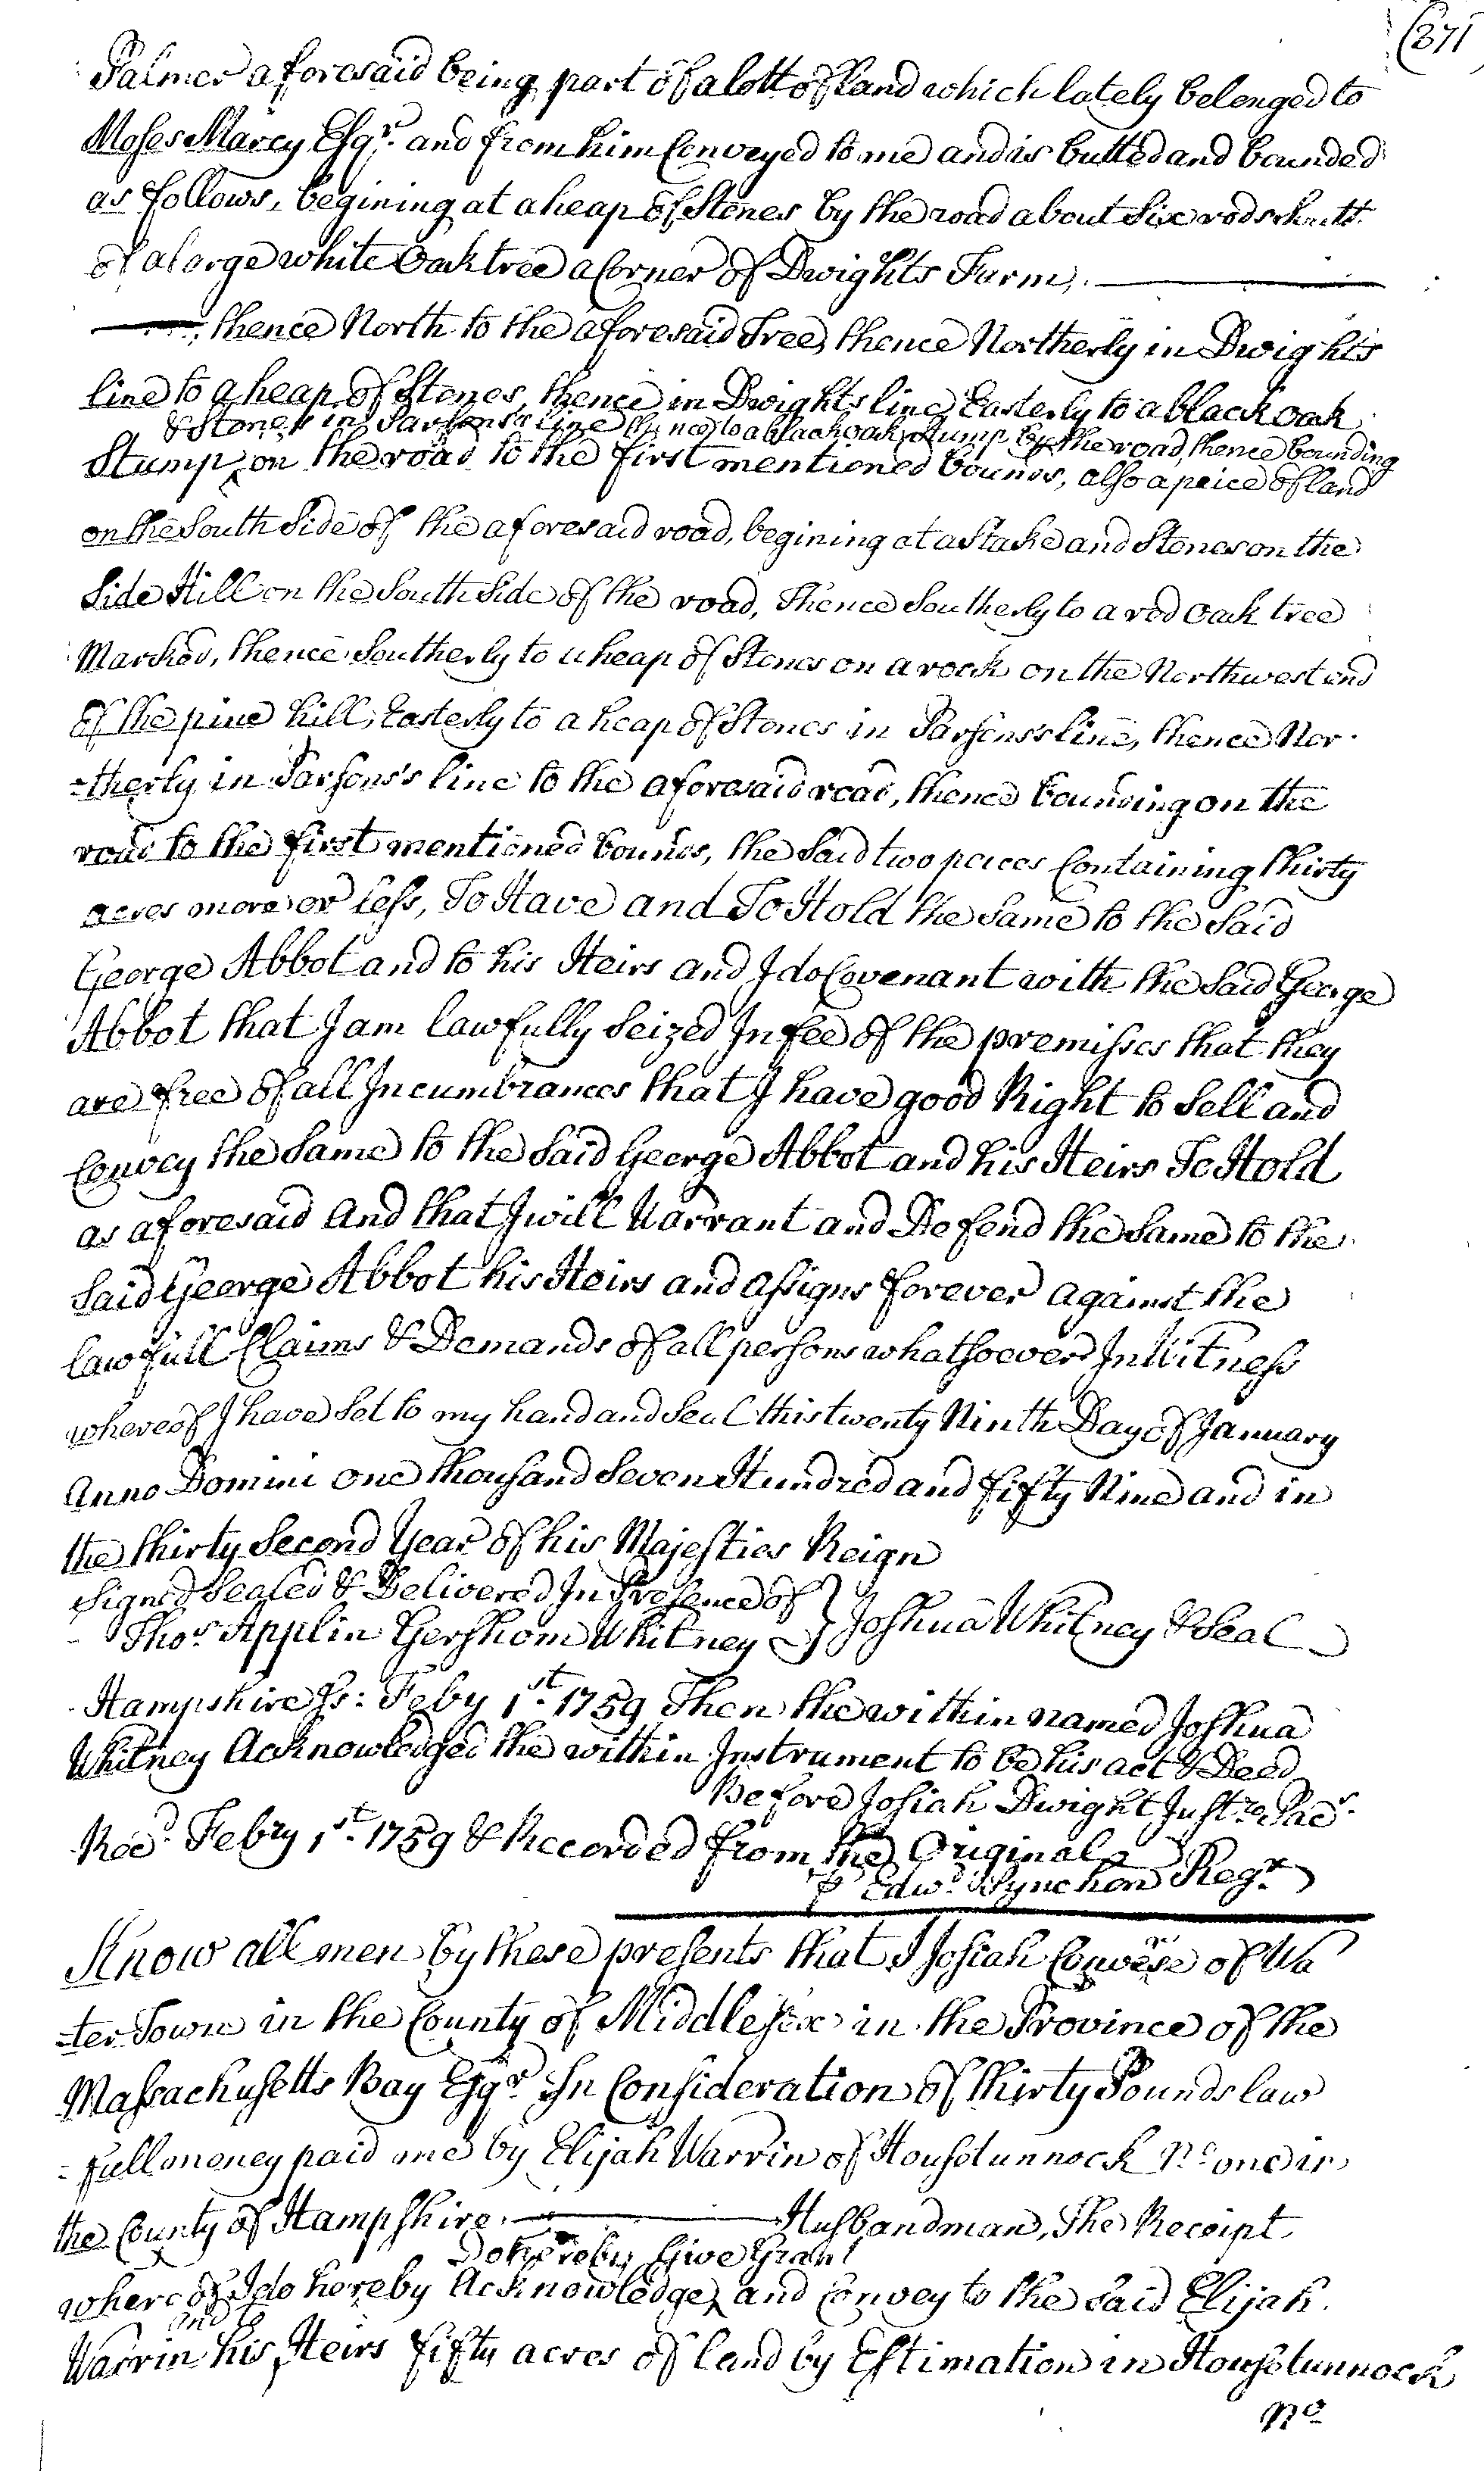 (371
Palmer aforesaid being part of a lott of Land which lately belonged to
Moses Marcy Esqr. and from him Conveyed to me and is butted and bounded
as follows, begining at a heap of Stones by the road about Six rods
of a large white Oak tree a Corner of Dwights Farm,
thence North to the aforesaid Tree, thence Northerly in Dwights
line to a heap of Stones, thence in Dwights line Easterly to a black oak
& Stones in Parsons's line thence to a black oak Stump by the road, thence bounding
Stump ‸ on the road to the first mentioned bounds, also a peice of land
on the South Side of the aforesaid road, begining at a Stake and Stones on the
Side Hill on the South Side of the road, Thence Southerly to a red Oak tree
Marked, thence Southerly to a heap of Stones on a rock on the Northwest end
of the pine hill, Easterly to a heap of Stones in Parsons's line, thence Nor
-therly in Parsons's line to the aforesaid road, thence bounding on the
road to the first mentioned bounds, the Said two peices Containing thirty
acres more or less, To Have and To Hold the Same to the Said
George Abbot and to his Heirs and I do Covenant with the Said George
Abbot that I am lawfully Seized In fee of the premisses that they
are free of all Incumbrances that I have good Right to Sell and
Convey the Same to the Said George Abbot and his Heirs To Hold
as aforesaid And that I will Warrant and Defend the Same to the
Said George Abbot his Heirs and assigns forever against the
lawfull Claims & Demands of all persons whatsoever In Witness
whereof I have Set to my hand and Seal this twenty Ninth Day of January
Anno Domini one thousand Seven Hundred and fifty Nine and in
the thirty Second Year of his Majesties Reign
Signed Sealed & Delivered In Presence of } Joshua Whitney & Seal
Thos. Applin Gershom Whitney
Hampshire Ss: Feby 1st. 1759 Then the within named Joshua
Whitney Acknowledged the within Instrument to be his act & Deed
Before Josiah Dwight Justce Pacs.
Recd. Febry 1st. 1759 & Recorded from the Original
p Edwd. Pynchon Regr.
Know all men by these presents that I Josiah Converse of Wa
-ter Town in the County of Middlesex in the Province of the
Massachusetts Bay Esqr In Consideration of thirty Pounds law
-full money paid me by Elijah Warrin of Housotunnock No one in
the County of Hampshire Husbandman, The Receipt
Do hereby Give Grant
whereof I do hereby Acknowledge ‸ and Convey to the Said Elijah
and to
Warrin ‸ his Heirs fifty acres of land by Estimation in Housotunnock
No